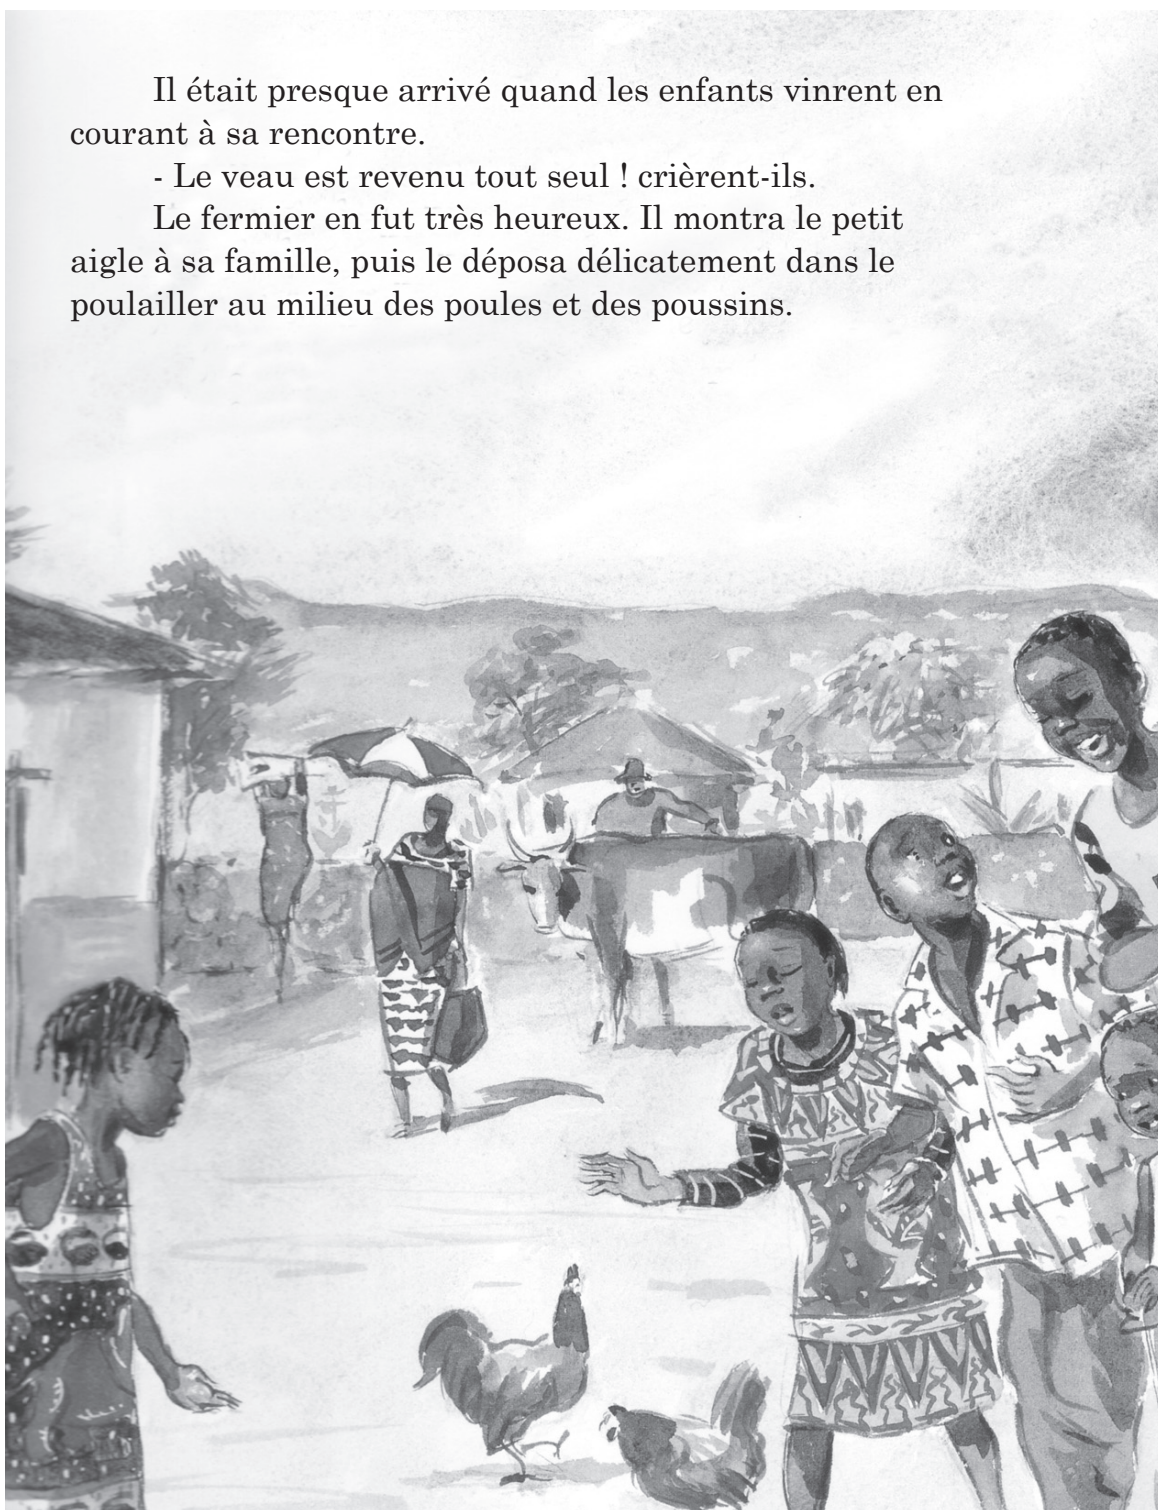 Il était presque arrivé quand les enfants vinrent en
courant à sa rencontre.
- Le veau est revenu tout seul ! crièrent-ils.
Le fermier en fut très heureux. Il montra le petit
aigle à sa famille, puis le déposa délicatement dans le
poulailler au milieu des poules et des poussins.